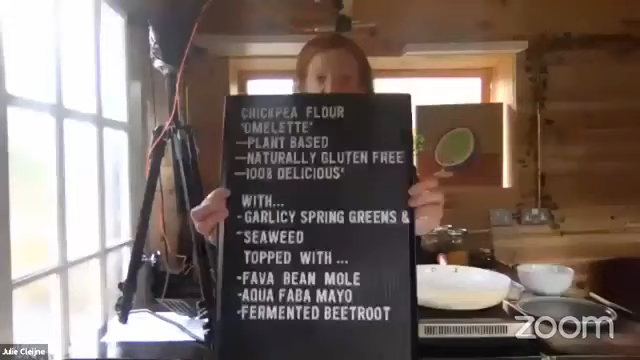 CHICKPEA FLOUR
'OMELETTE'
-PLANT BASED
-NATURALLY GLUTEN FREE
-100% DELICIOUS'
WITH...
-GARLICY SPRING GREENS &
-SEAWEED
TOPPED WITH ...
-FAVA BEAN MOLE
-AQUA FABA MAYO
-FERMENTED BEETROOT
zoom
Julie Cleijne